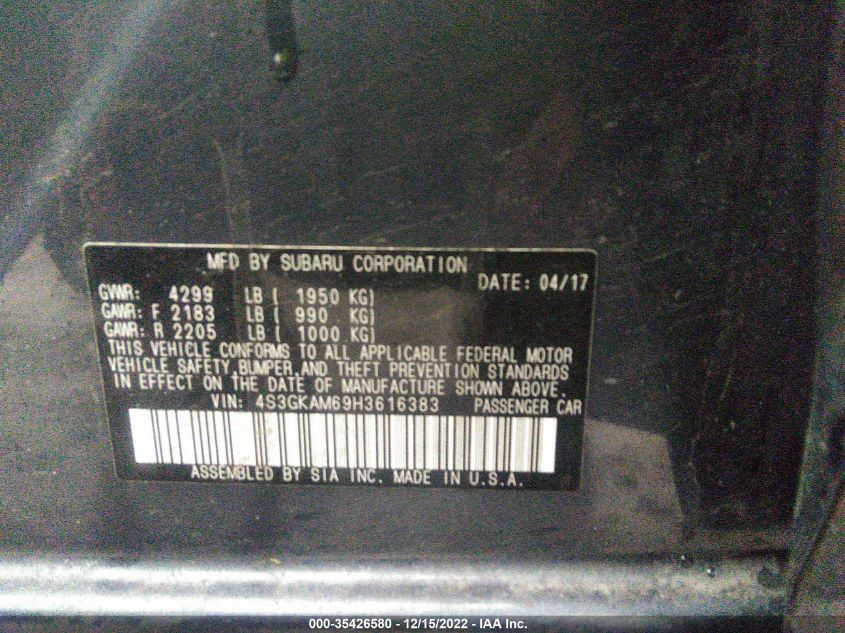 MFD BY SUBARU CORPORATION
DATE: 04/17
GVWR: 4299 LB ( 1950 KG)
GAWR: F 2183 LB ( 990 KG)
GAWR: R 2205 LB ( 1000 KG)
THIS VEHICLE CONFORMS TO ALL APPLICABLE FEDERAL MOTOR
VEHICLE SAFETY,BUMPER,AND THEFT PREVENTION STANDARDS
IN EFFECT ON THE DATE OF MANUFACTURE SHOWN ABOVE.
VIN: 4S3GKAM69H3616383 PASSENGER CAR
ASSEMBLED BY SIA INC. MADE IN U.S.A.
000-35426580 - 12/15/2022 - IAA Inc.